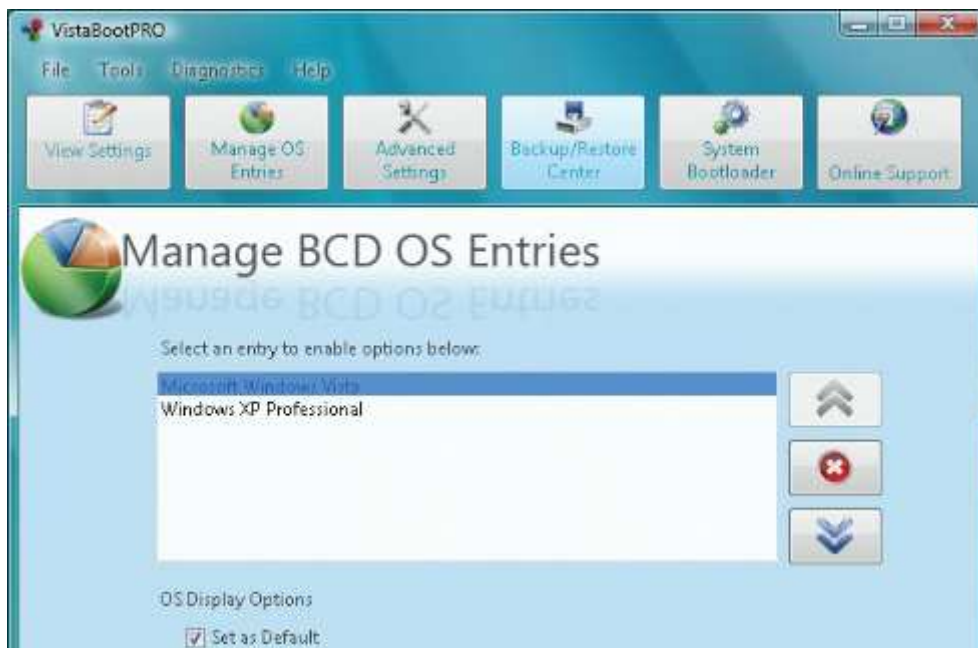 VistaBootPRO
File Tools Diagnostics Help
View Settings
Manage OS
Entries
Advanced
Settings
Backup/Restore
Center
System
Bootloader
Online Support
Manage BCD OS Entries
Select an entry to enable options below:
Microsoft Windows Vista
Windows XP Professional
OS Display Options
Set as Default